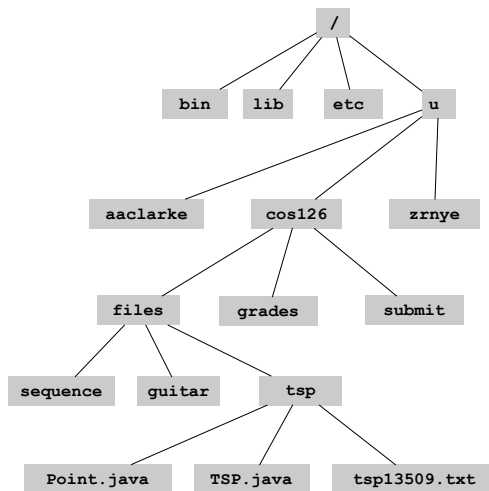 /
bin lib etc u
aaclarke cos126 zrnye
files grades submit
sequence guitar tsp
Point.java TSP.java tsp13509.txt